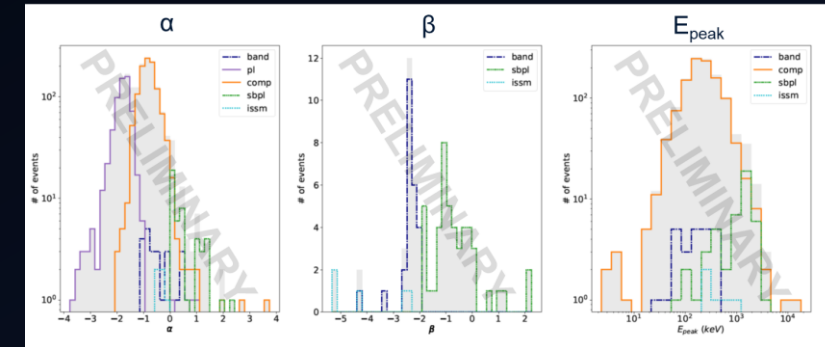 α
β
E_peak
band
pl
comp
sbpl
issm
PRELIMINARY
# of events
10²
10¹
10⁰
−4 −3 −2 −1 0 1 2 3 4
α
band
sbpl
issm
PRELIMINARY
# of events
12
10
8
6
4
2
0
−5 −4 −3 −2 −1 0 1 2
β
band
comp
sbpl
issm
PRELIMINARY
# of events
10²
10¹
10⁰
10¹ 10² 10³ 10⁴
E_peak (keV)